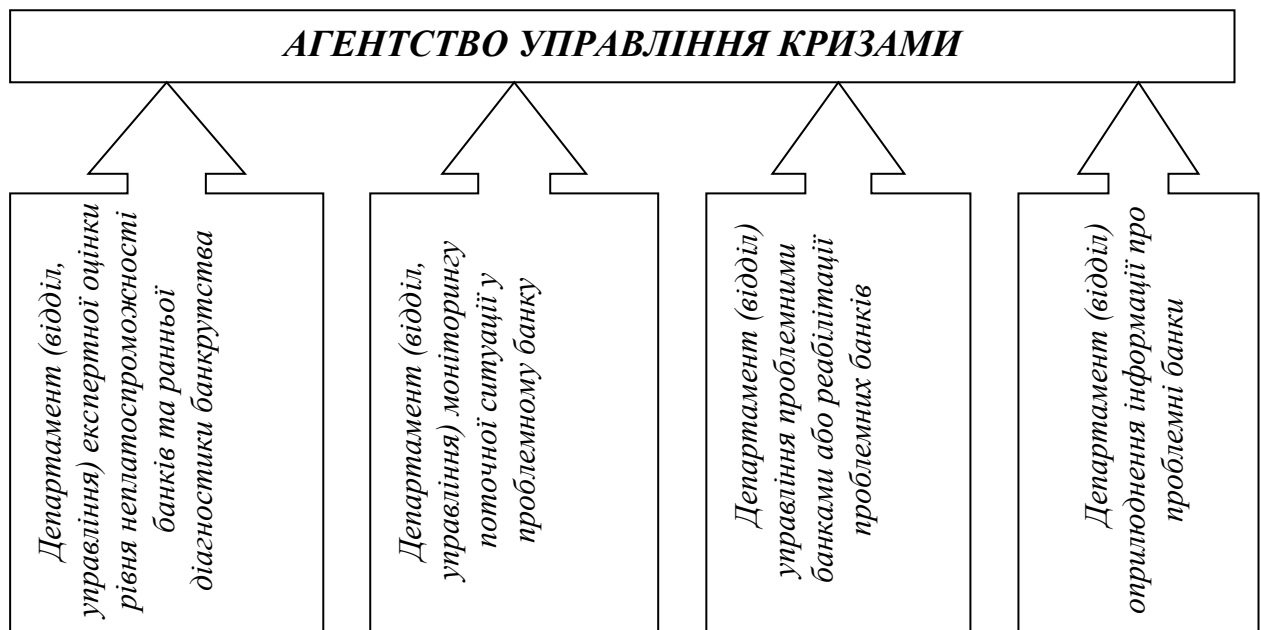 АГЕНТСТВО УПРАВЛІННЯ КРИЗАМИ
Департамент (відділ,
управління) експертної оцінки
рівня неплатоспроможності
банків та ранньої
діагностики банкрутства
Департамент (відділ,
управління) моніторингу
поточної ситуації у
проблемному банку
Департамент (відділ)
управління проблемними
банками або реабілітації
проблемних банків
Департамент (відділ)
оприлюднення інформації про
проблемні банки